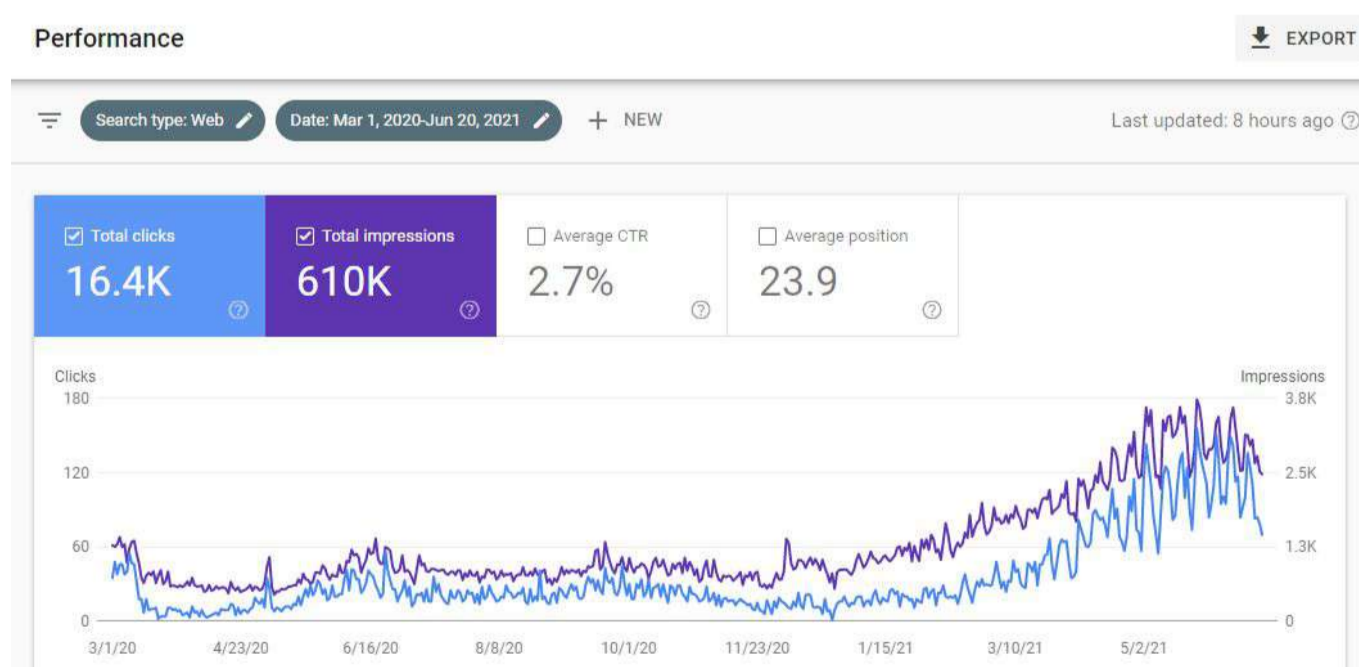 Performance
EXPORT
Search type: Web
Date: Mar 1, 2020-Jun 20, 2021
+ NEW
Last updated: 8 hours ago
Total clicks
16.4K
Total impressions
610K
Average CTR
2.7%
Average position
23.9
Clicks
Impressions
180
3.8K
120
2.5K
60
1.3K
0
0
3/1/20 4/23/20 6/16/20 8/8/20 10/1/20 11/23/20 1/15/21 3/10/21 5/2/21